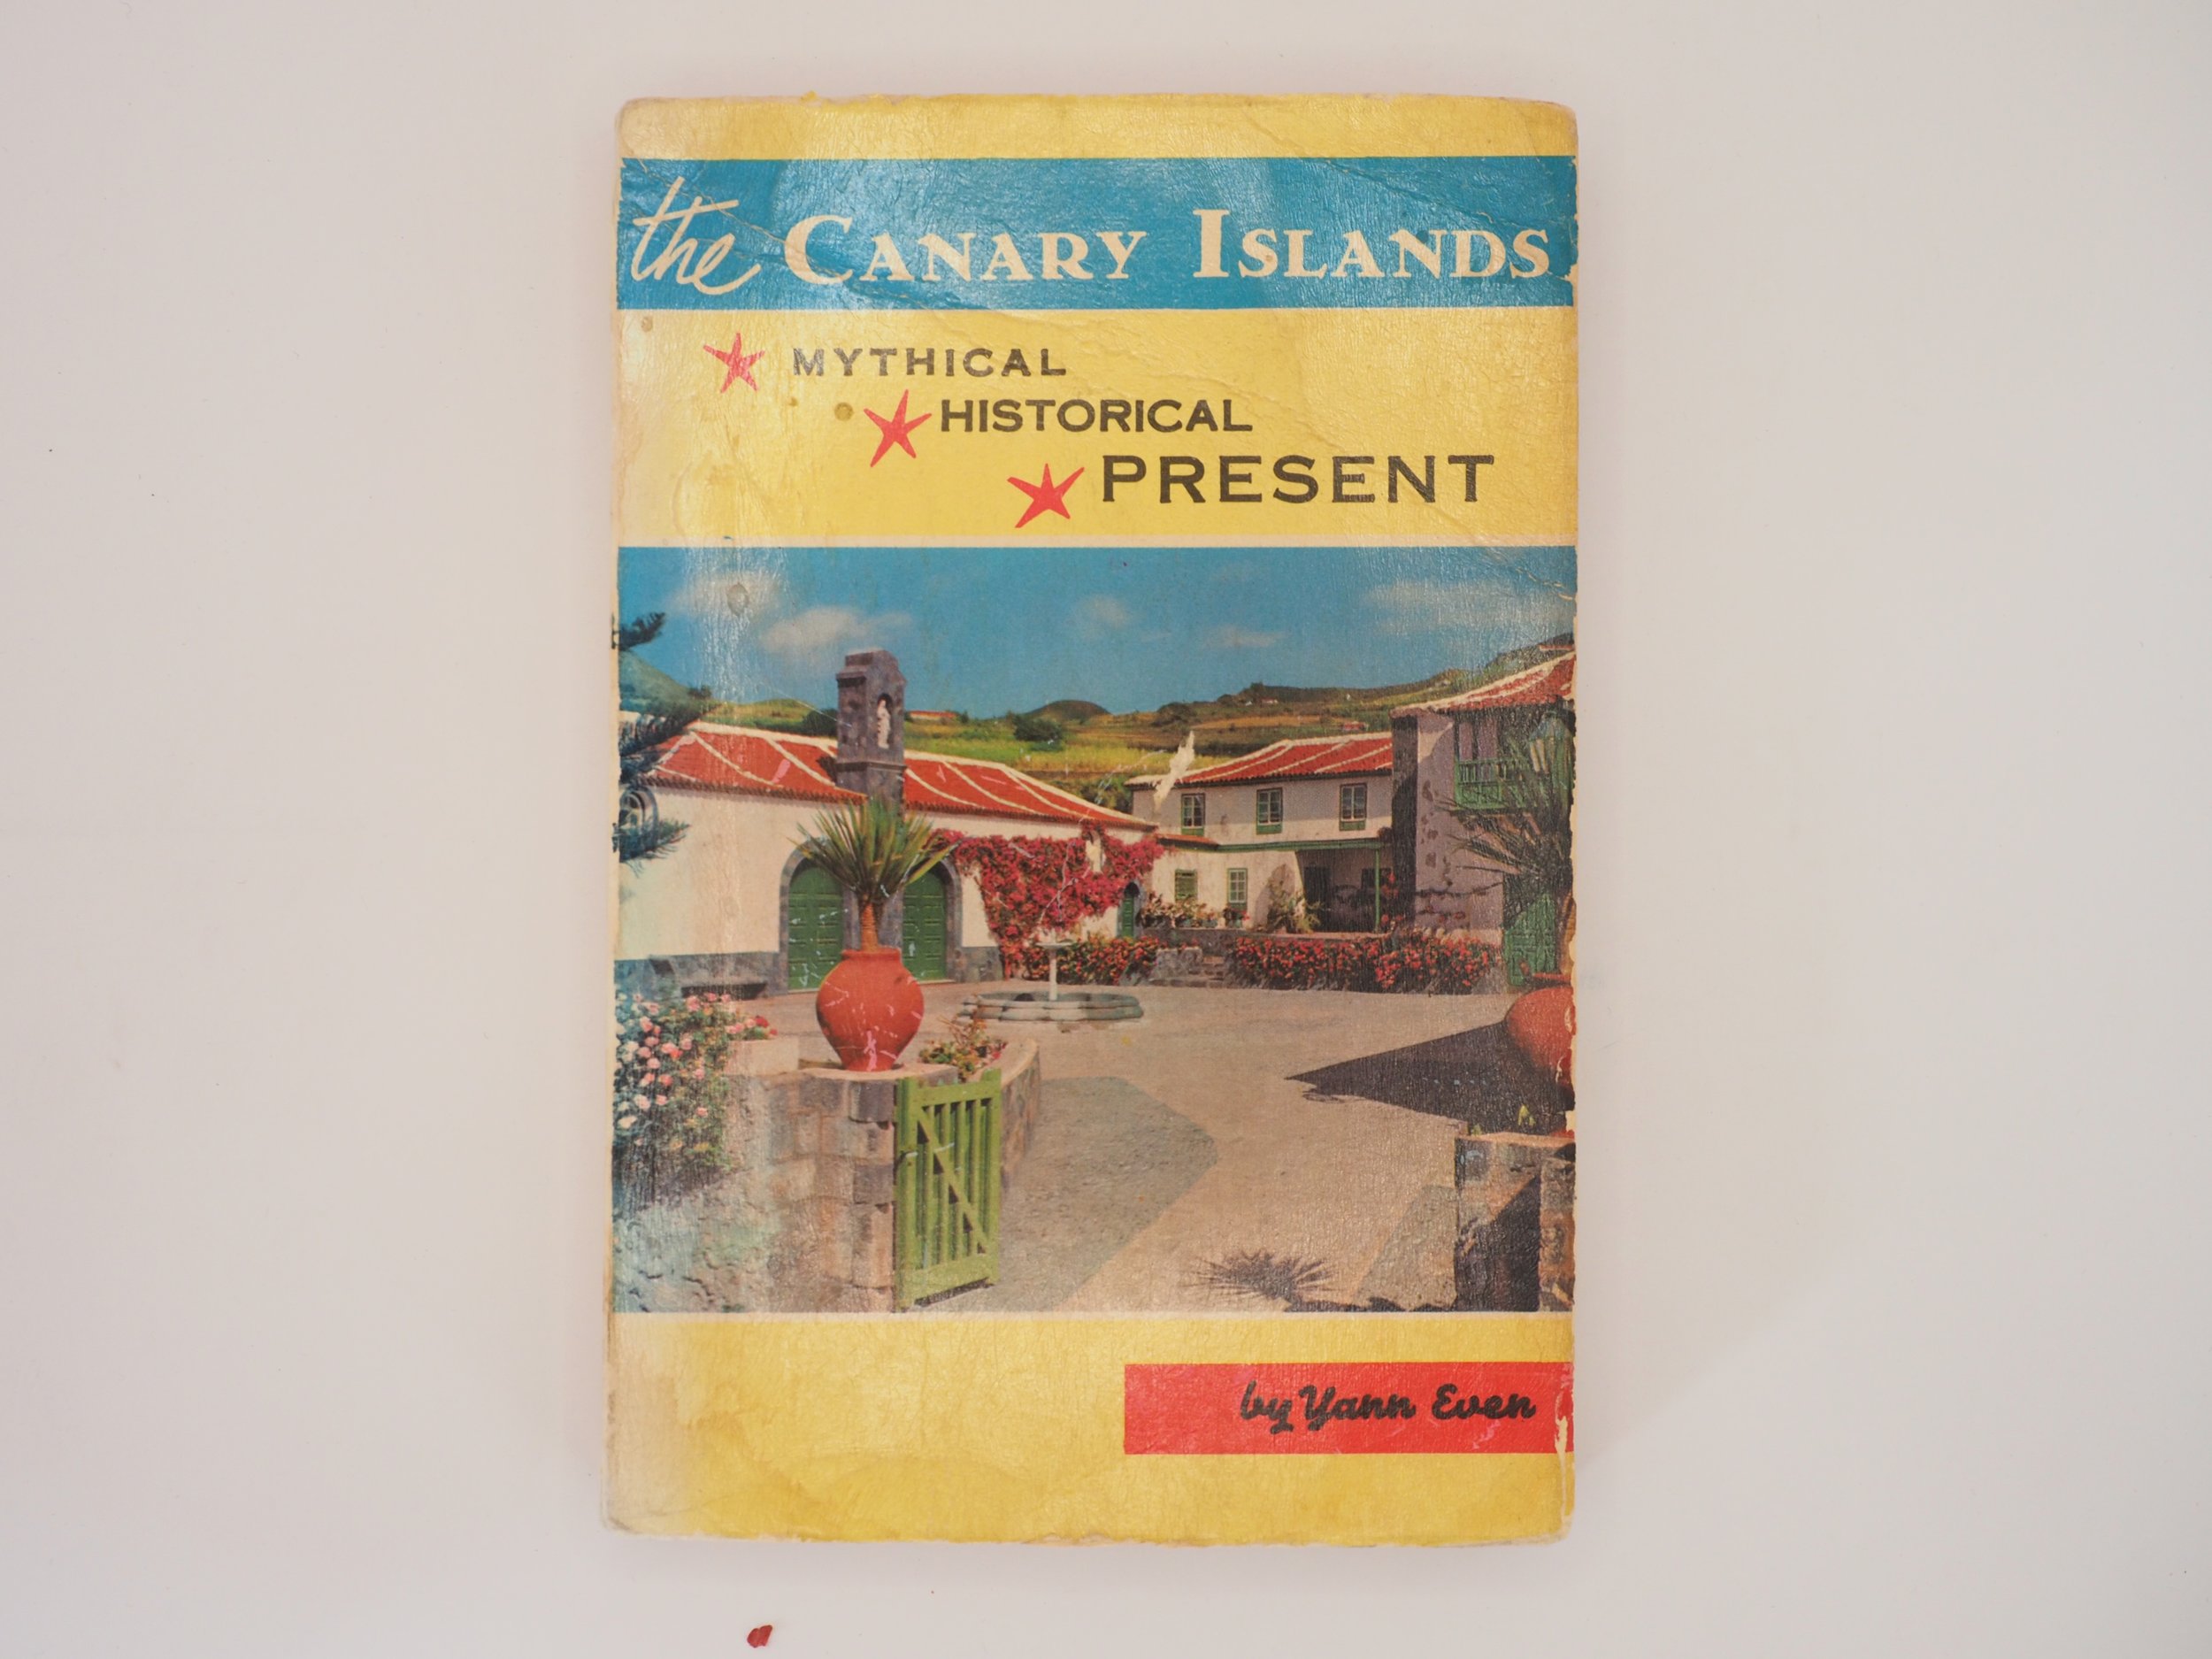 the CANARY ISLANDS
MYTHICAL
HISTORICAL
PRESENT
by Yann Even